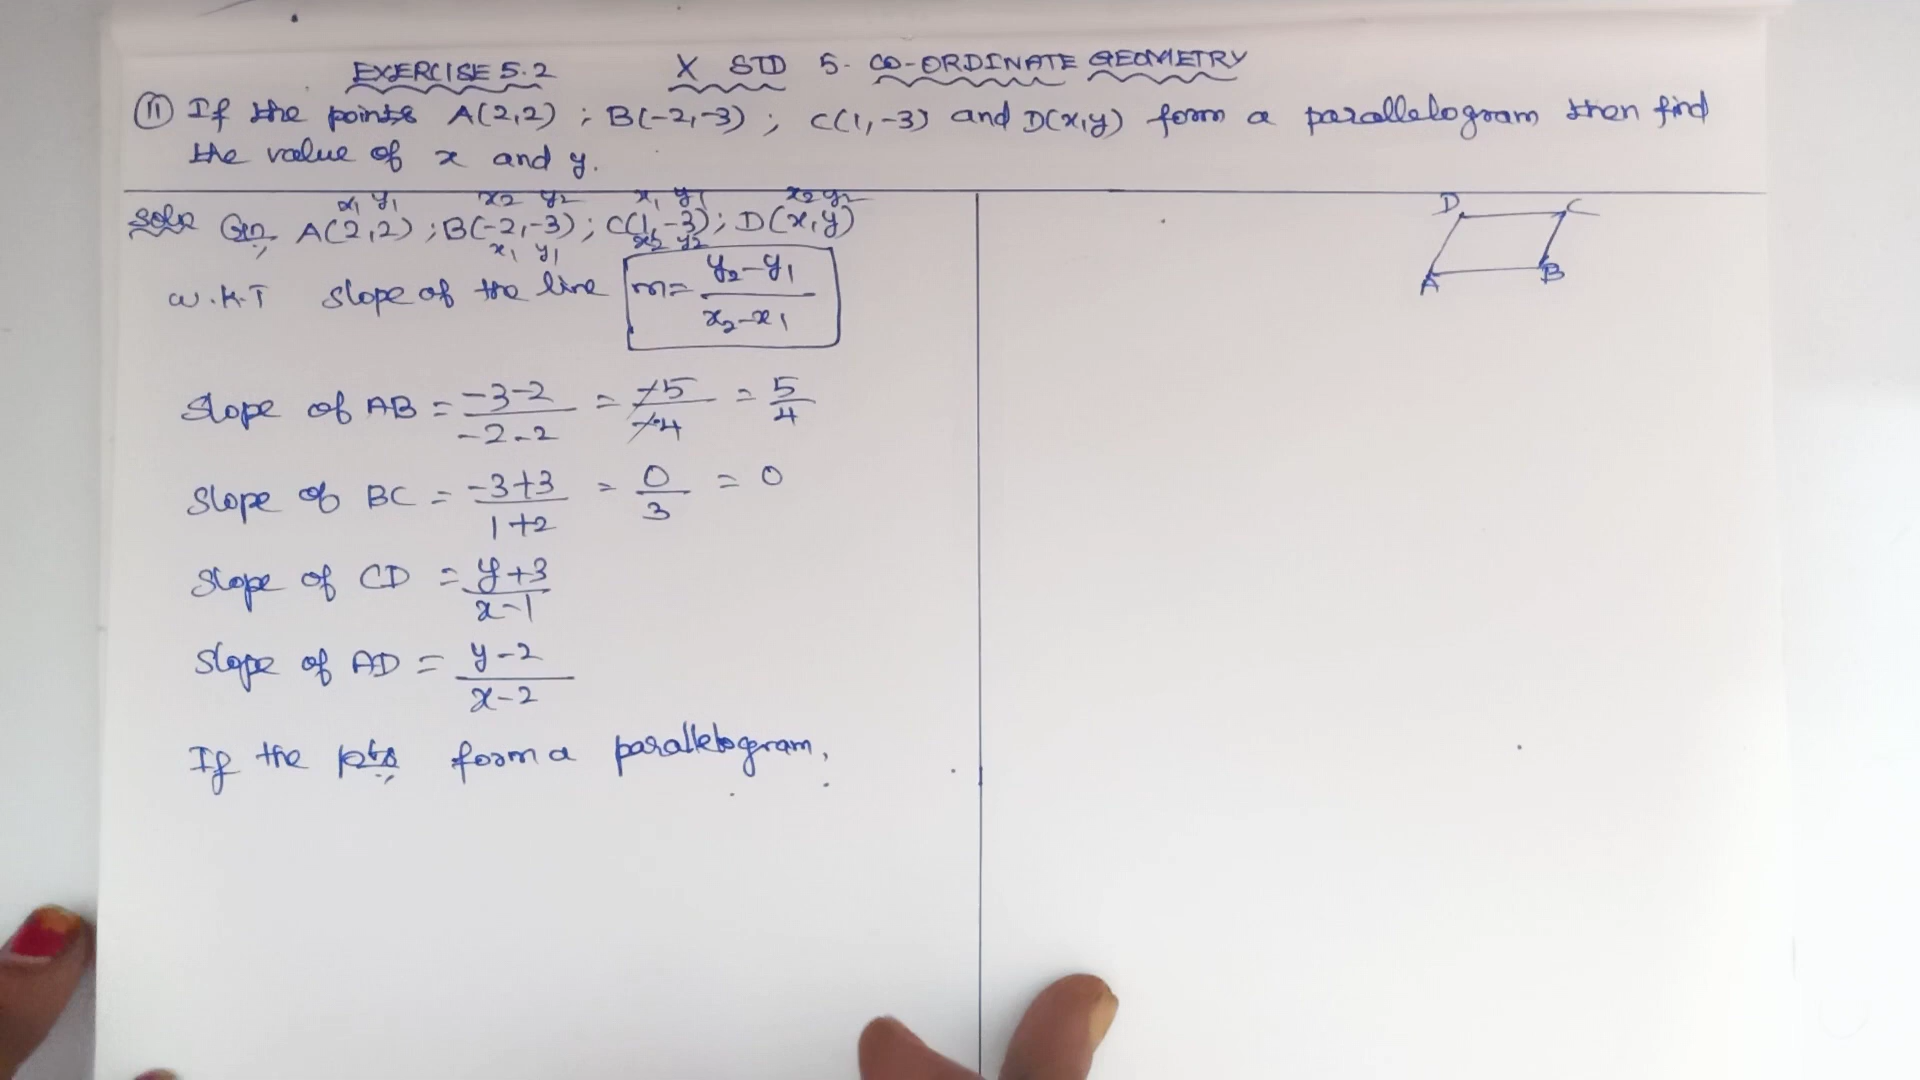 EXERCISE 5.2 X STD 5. CO-ORDINATE GEOMETRY
⑪ If the points A(2,2) ; B(-2,-3) ; C(1,-3) and D(x,y) form a parallelogram then find
the value of x and y.
x₁ y₁ x₂ y₂ x₁ y₁ x₂ y₂
Soln Gn, A(2,2) ; B(-2,-3) ; C(1,-3) ; D(x,y)
x₁ y₁ x₂ y₂
W.K.T Slope of the line m = y₂-y₁ / x₂-x₁
Slope of AB = -3-2 / -2-2 = -5 / -4 = 5/4
Slope of BC = -3+3 / 1+2 = 0/3 = 0
Slope of CD = y+3 / x-1
Slope of AD = y-2 / x-2
If the pts form a parallelogram,
D C
A B